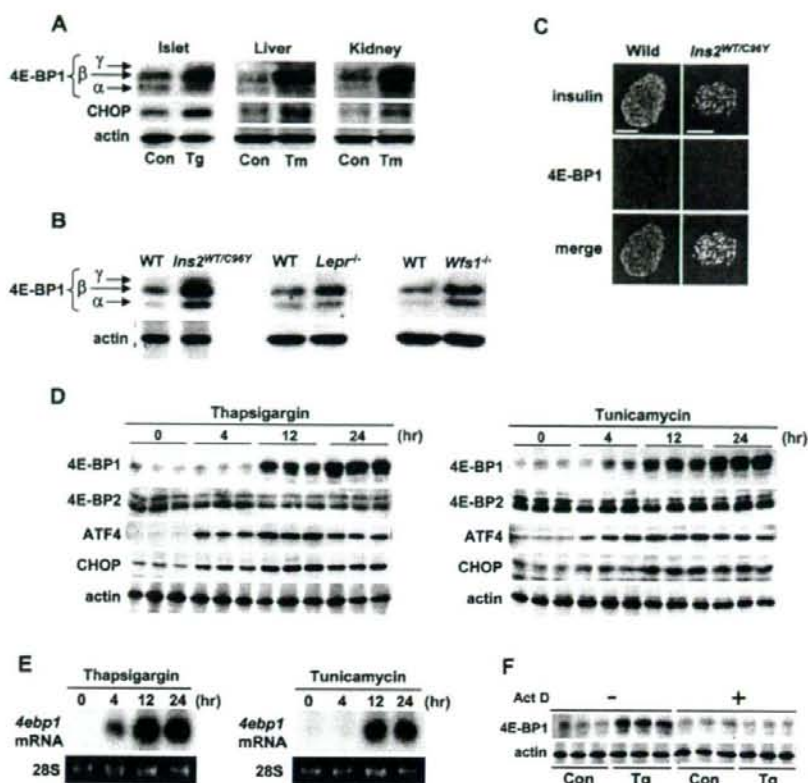 A
Islet Liver Kidney
4E-BP1 γ β α
CHOP
actin
Con Tg Con Tm Con Tm
B
WT Ins2WT/C96Y WT Lepr-/- WT Wfs1-/-
4E-BP1 γ β α
actin
C
Wild Ins2WT/C96Y
insulin
4E-BP1
merge
D
Thapsigargin
0 4 12 24 (hr)
4E-BP1
4E-BP2
ATF4
CHOP
actin
Tunicamycin
0 4 12 24 (hr)
4E-BP1
4E-BP2
ATF4
CHOP
actin
E
Thapsigargin
0 4 12 24 (hr)
4ebp1
mRNA
28S
Tunicamycin
0 4 12 24 (hr)
4ebp1
mRNA
28S
F
Act D - +
4E-BP1
actin
Con Tg Con Tg